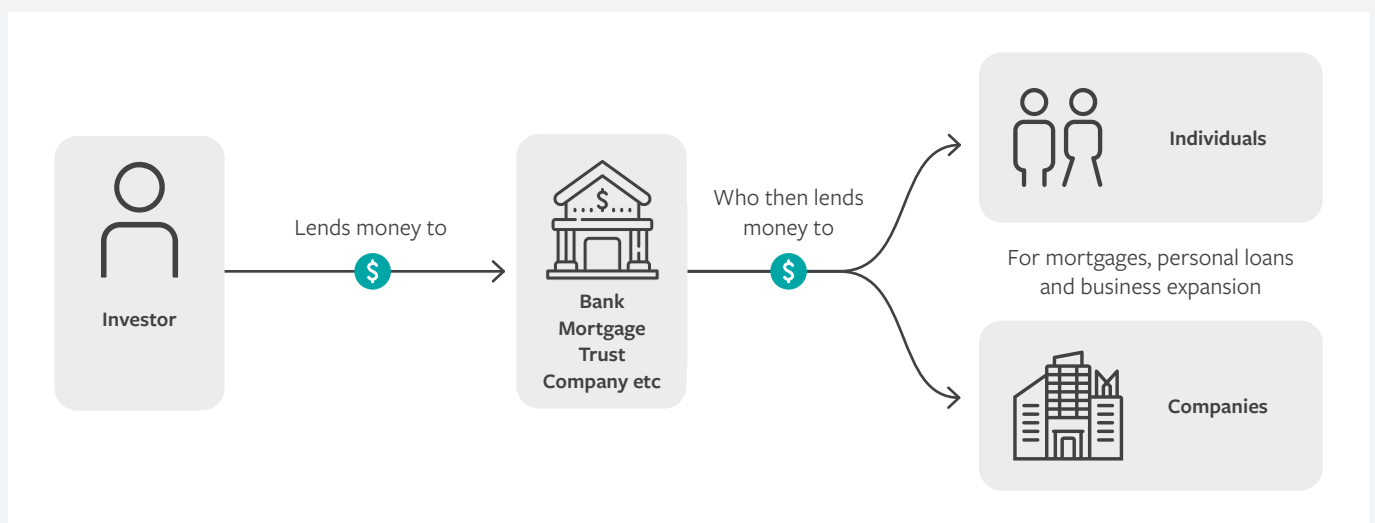 Investor
Lends money to
$
$
Bank
Mortgage
Trust
Company etc
Who then lends
money to
$
Individuals
For mortgages, personal loans
and business expansion
Companies